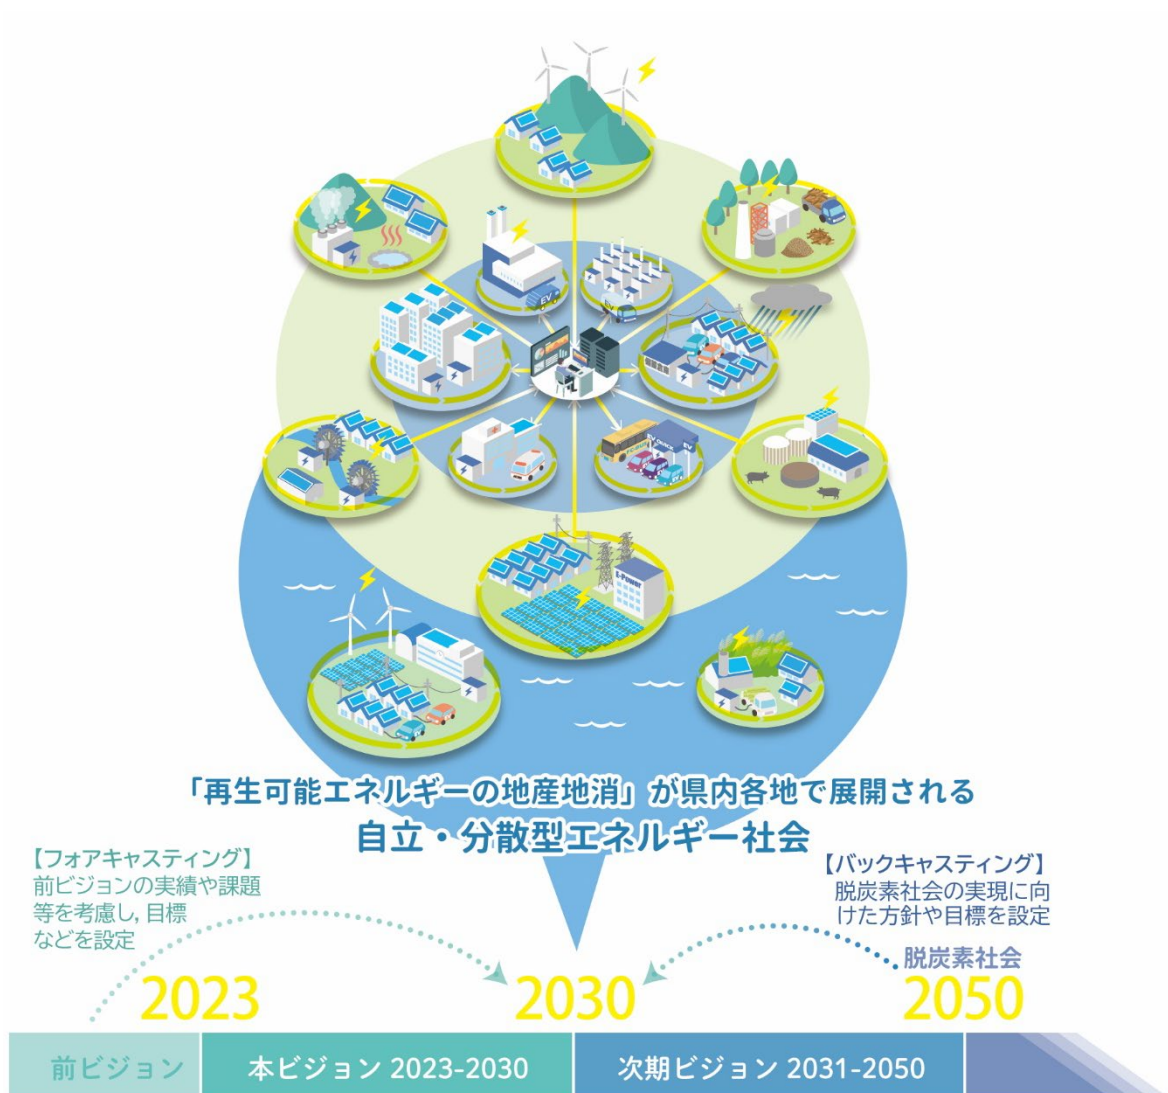 EV
EV
EV QUICK
EV
E-Power
「再生可能エネルギーの地産地消」が県内各地で展開される
自立・分散型エネルギー社会
【フォアキャスティング】
前ビジョンの実績や課題
等を考慮し，目標
などを設定
【バックキャスティング】
脱炭素社会の実現に向
けた方針や目標を設定
脱炭素社会
2023
2030
2050
前ビジョン
本ビジョン 2023-2030
次期ビジョン 2031-2050